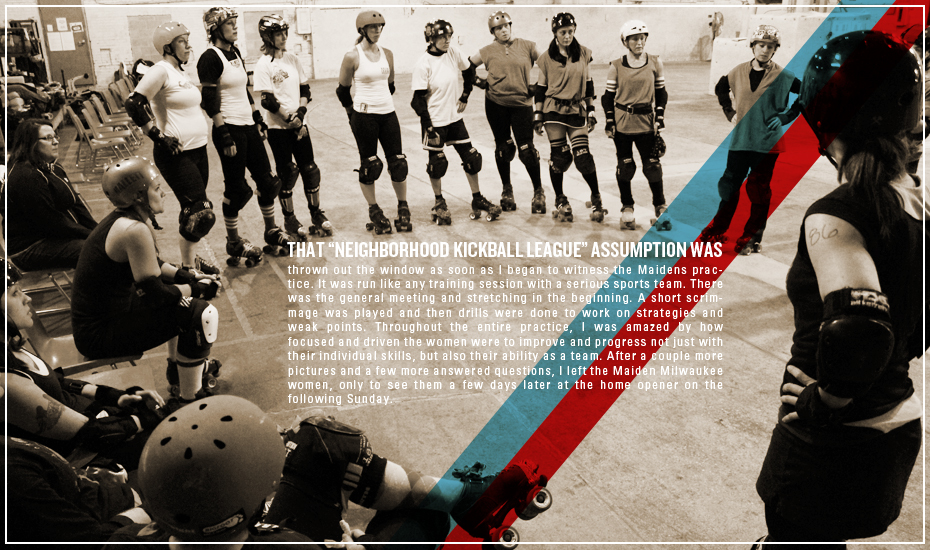 THAT “NEIGHBORHOOD KICKBALL LEAGUE” ASSUMPTION WAS
thrown out the window as soon as I began to witness the Maidens prac-
tice. It was run like any training session with a serious sports team. There
was the general meeting and stretching in the beginning. A short scrim-
mage was played and then drills were done to work on strategies and
weak points. Throughout the entire practice, I was amazed by how
focused and driven the women were to improve and progress not just with
their individual skills, but also their ability as a team. After a couple more
pictures and a few more answered questions, I left the Maiden Milwaukee
women, only to see them a few days later at the home opener on the
following Sunday.